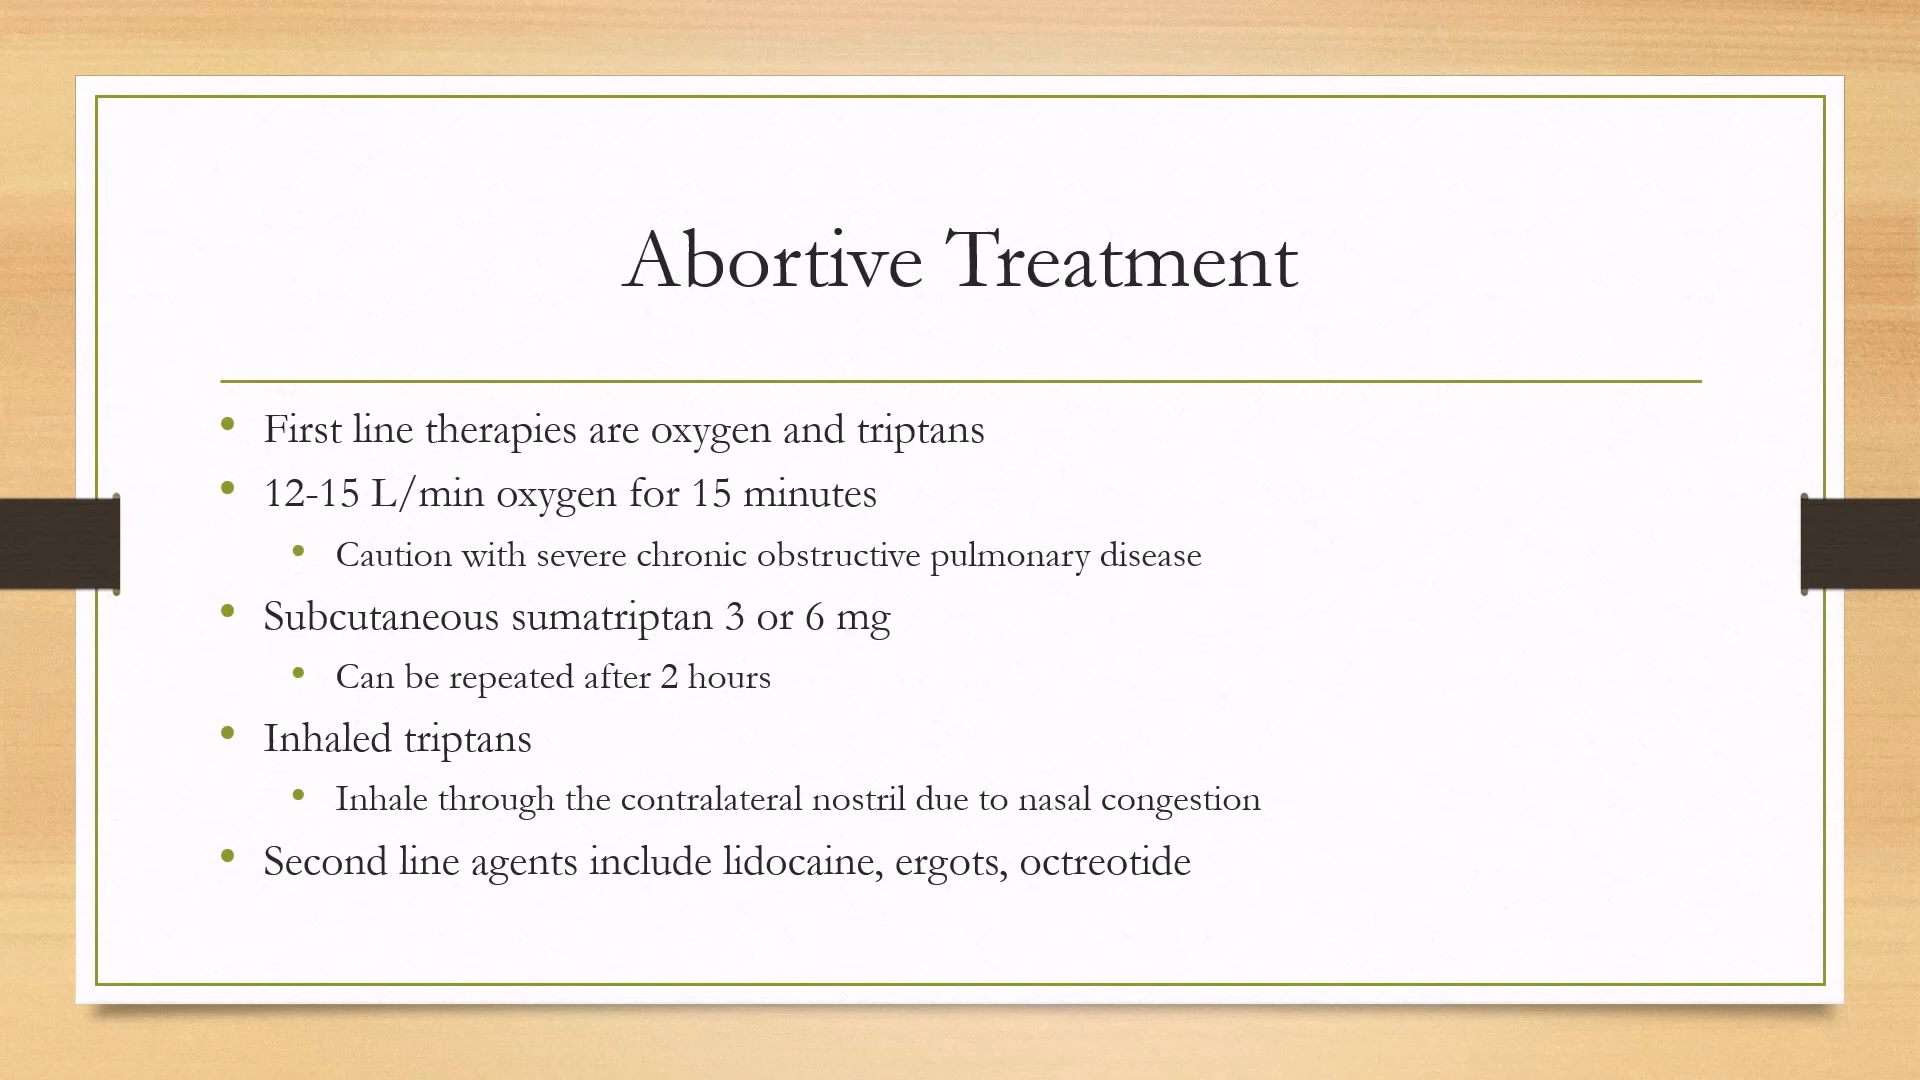 Abortive Treatment
• First line therapies are oxygen and triptans
• 12-15 L/min oxygen for 15 minutes
• Caution with severe chronic obstructive pulmonary disease
• Subcutaneous sumatriptan 3 or 6 mg
• Can be repeated after 2 hours
• Inhaled triptans
• Inhale through the contralateral nostril due to nasal congestion
• Second line agents include lidocaine, ergots, octreotide